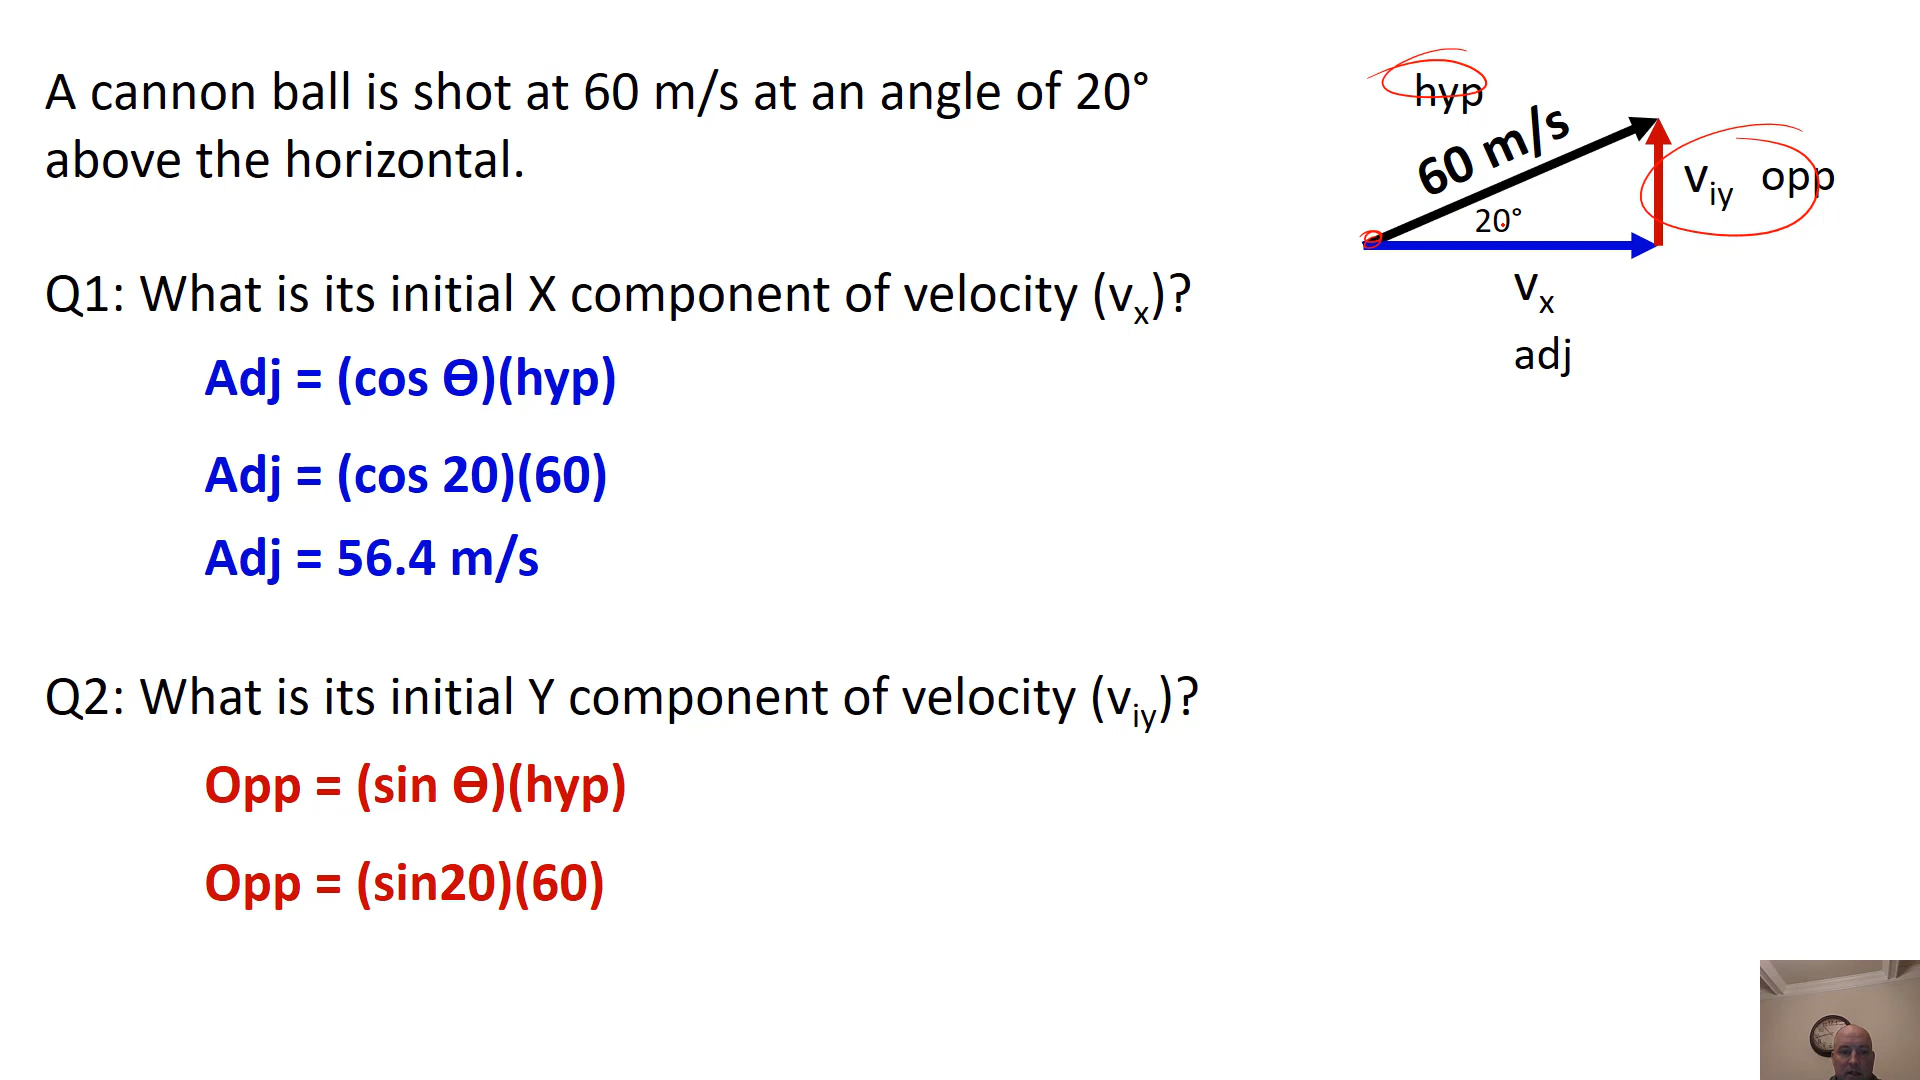 A cannon ball is shot at 60 m/s at an angle of 20°
above the horizontal.
Q1: What is its initial X component of velocity (vx)?
Adj = (cos ϴ)(hyp)
Adj = (cos 20)(60)
Adj = 56.4 m/s
Q2: What is its initial Y component of velocity (viy)?
Opp = (sin ϴ)(hyp)
Opp = (sin20)(60)
hyp
60 m/s
viy opp
20°
vx
adj